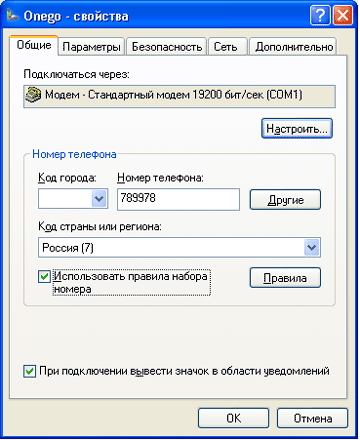 Onego - свойства
Общие
Параметры
Безопасность
Сеть
Дополнительно
Подключаться через:
Модем - Стандартный модем 19200 бит/сек (COM1)
Настроить...
Номер телефона
Код города:
Номер телефона:
789978
Другие
Код страны или региона:
Россия (7)
Использовать правила набора
номера
Правила
При подключении вывести значок в области уведомлений
OK
Отмена